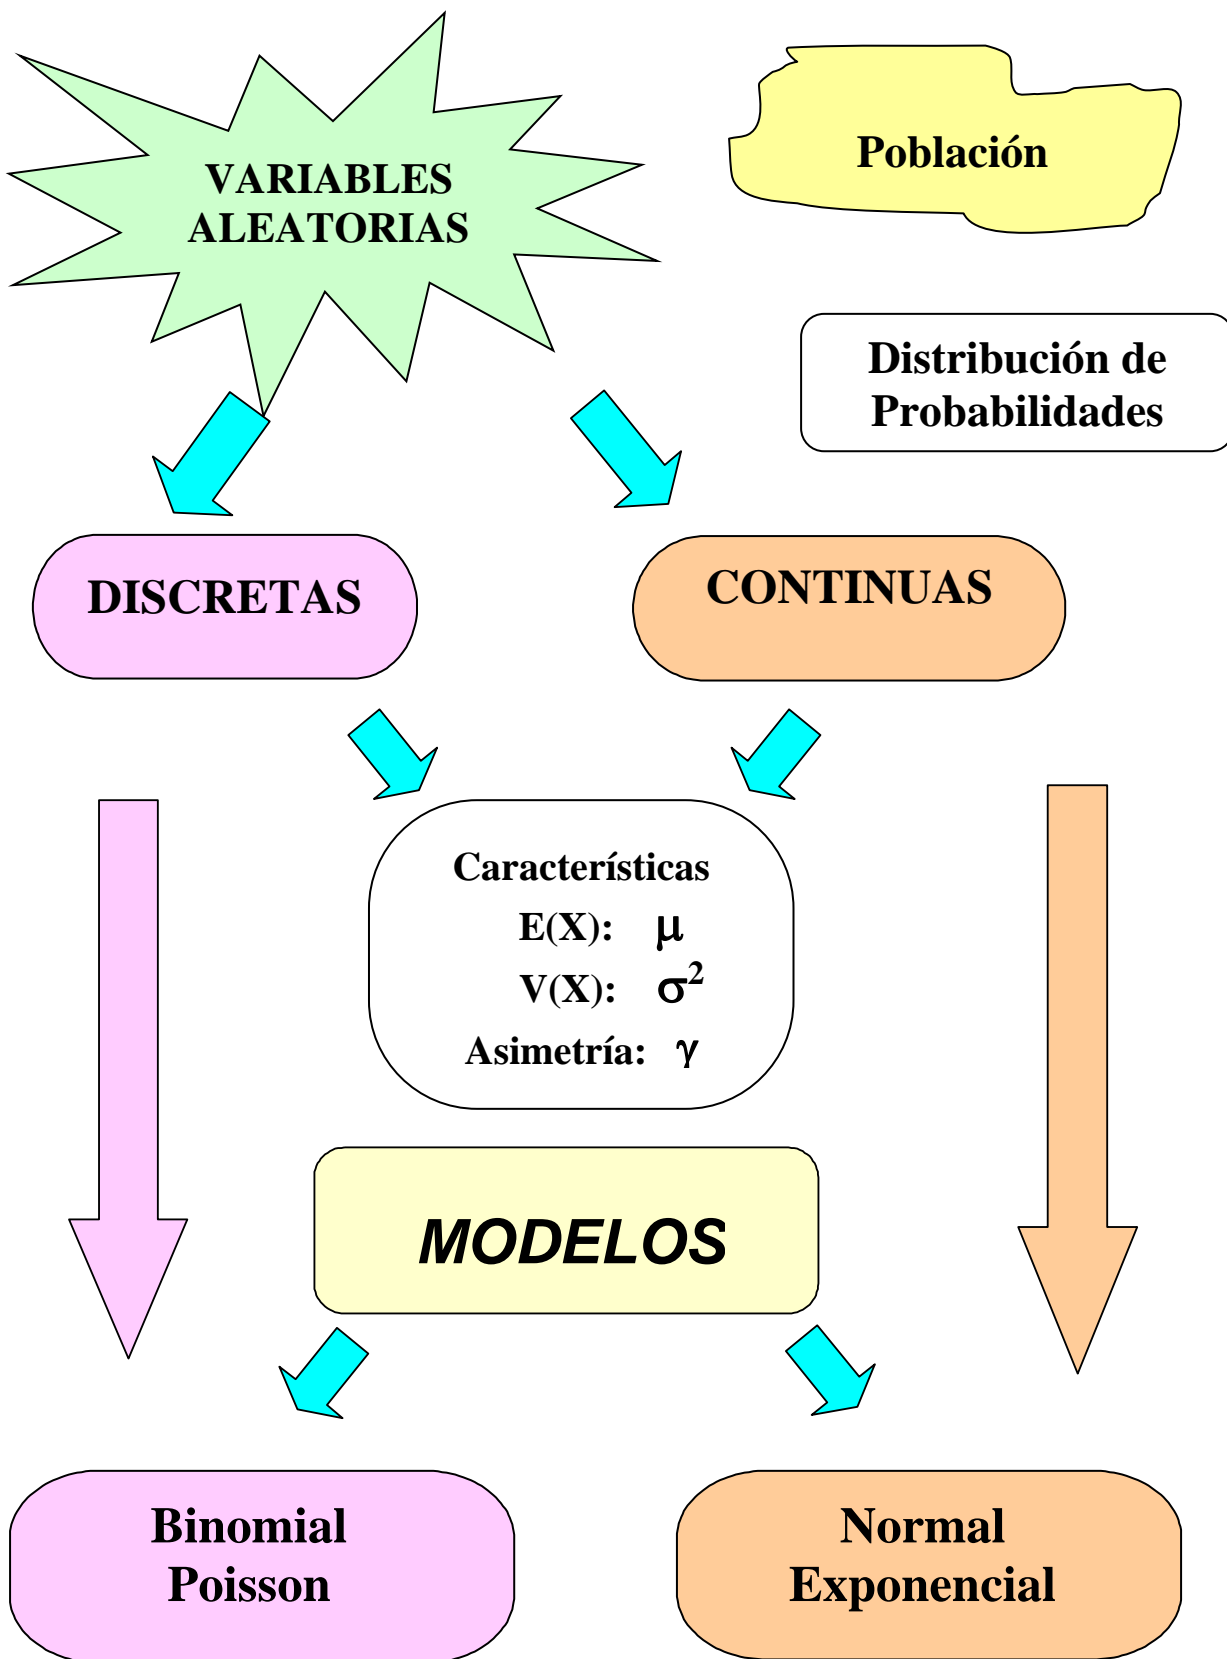 VARIABLES
ALEATORIAS
Población
Distribución de
Probabilidades
DISCRETAS
CONTINUAS
Características
E(X): μ
V(X): σ²
Asimetría: γ
MODELOS
Binomial
Poisson
Normal
Exponencial